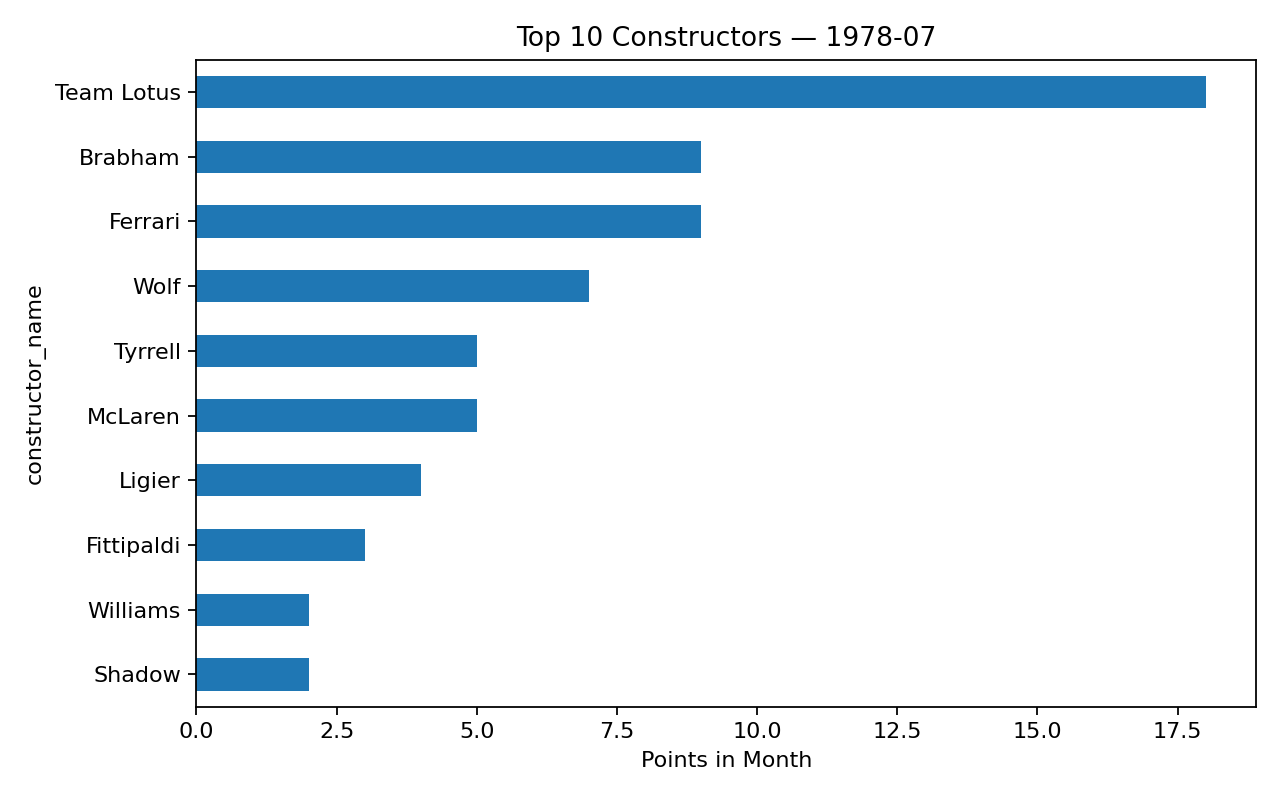 Top 10 Constructors — 1978-07
Team Lotus
Brabham
Ferrari
Wolf
Tyrrell
McLaren
Ligier
Fittipaldi
Williams
Shadow
constructor_name
0.0 2.5 5.0 7.5 10.0 12.5 15.0 17.5
Points in Month